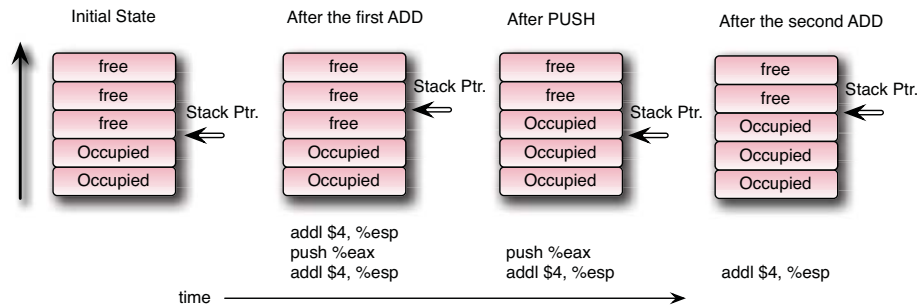 Initial State
After the first ADD
After PUSH
After the second ADD
free
free
free
Occupied
Occupied
Stack Ptr.
free
free
free
Occupied
Occupied
Stack Ptr.
free
free
Occupied
Occupied
Occupied
Stack Ptr.
free
free
Occupied
Occupied
Occupied
Stack Ptr.
addl $4, %esp
push %eax
addl $4, %esp
push %eax
addl $4, %esp
addl $4, %esp
time